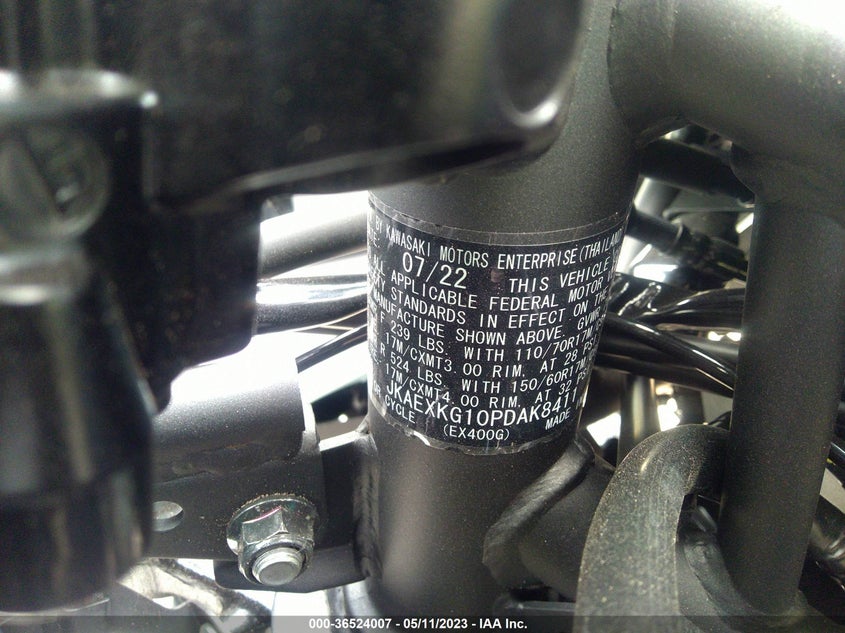 BY KAWASAKI MOTORS ENTERPRISE (THAILAND
07/22 THIS VEHICLE
ALL APPLICABLE FEDERAL MOTOR
STANDARDS IN EFFECT ON THE
MANUFACTURE SHOWN ABOVE. GVWR
F 239 LBS. WITH 110/70R17M
17M/CXMT3.00 RIM. AT 28 PSI
R 524 LBS. WITH 150/60R17M
17M/CXMT4.00 RIM. AT 32
JKAEXKG10PDAK8411
CYCLE MADE
(EX400G)
000-36524007 - 05/11/2023 - IAA Inc.